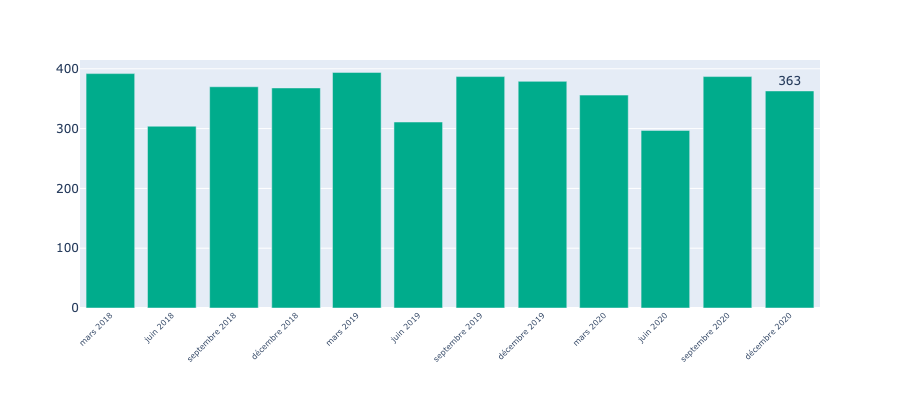 400
363
300
200
100
0
mars 2018
juin 2018
septembre 2018
décembre 2018
mars 2019
juin 2019
septembre 2019
décembre 2019
mars 2020
juin 2020
septembre 2020
décembre 2020